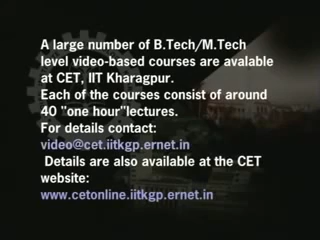 A large number of B.Tech/M.Tech
level video-based courses are avalable
at CET, IIT Kharagpur.
Each of the courses consist of around
40 "one hour"lectures.
For details contact:
video@cet.iitkgp.ernet.in
Details are also available at the CET
website:
www.cetonline.iitkgp.ernet.in